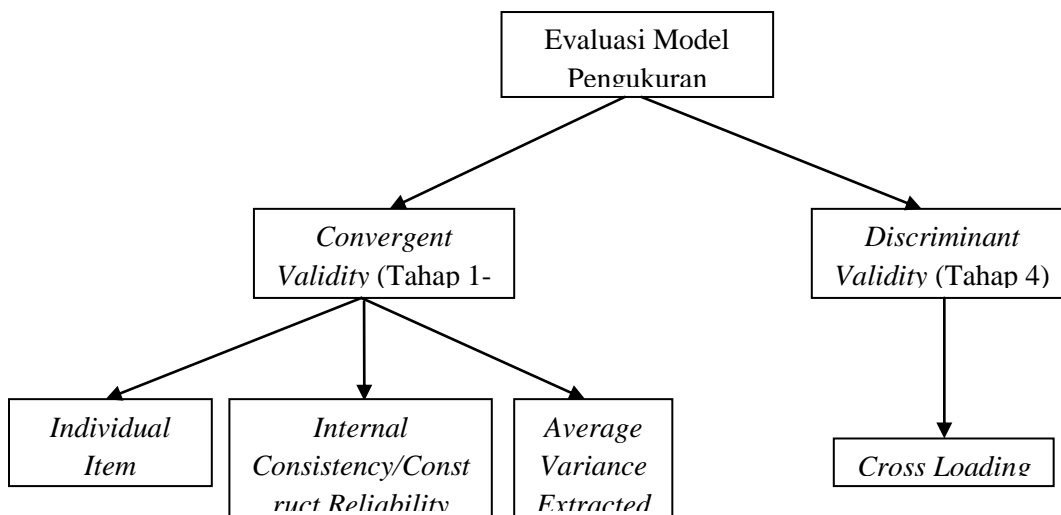 Evaluasi Model
Pengukuran
Convergent
Validity (Tahap 1-
Discriminant
Validity (Tahap 4)
Individual
Item
Internal
Consistency/Const
ruct Reliability
Average
Variance
Extracted
Cross Loading